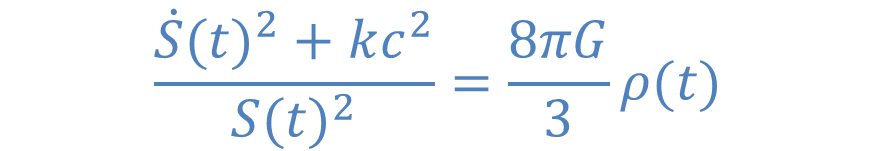 (Ṡ(t)² + kc²) / S(t)² = (8πG / 3) ρ(t)